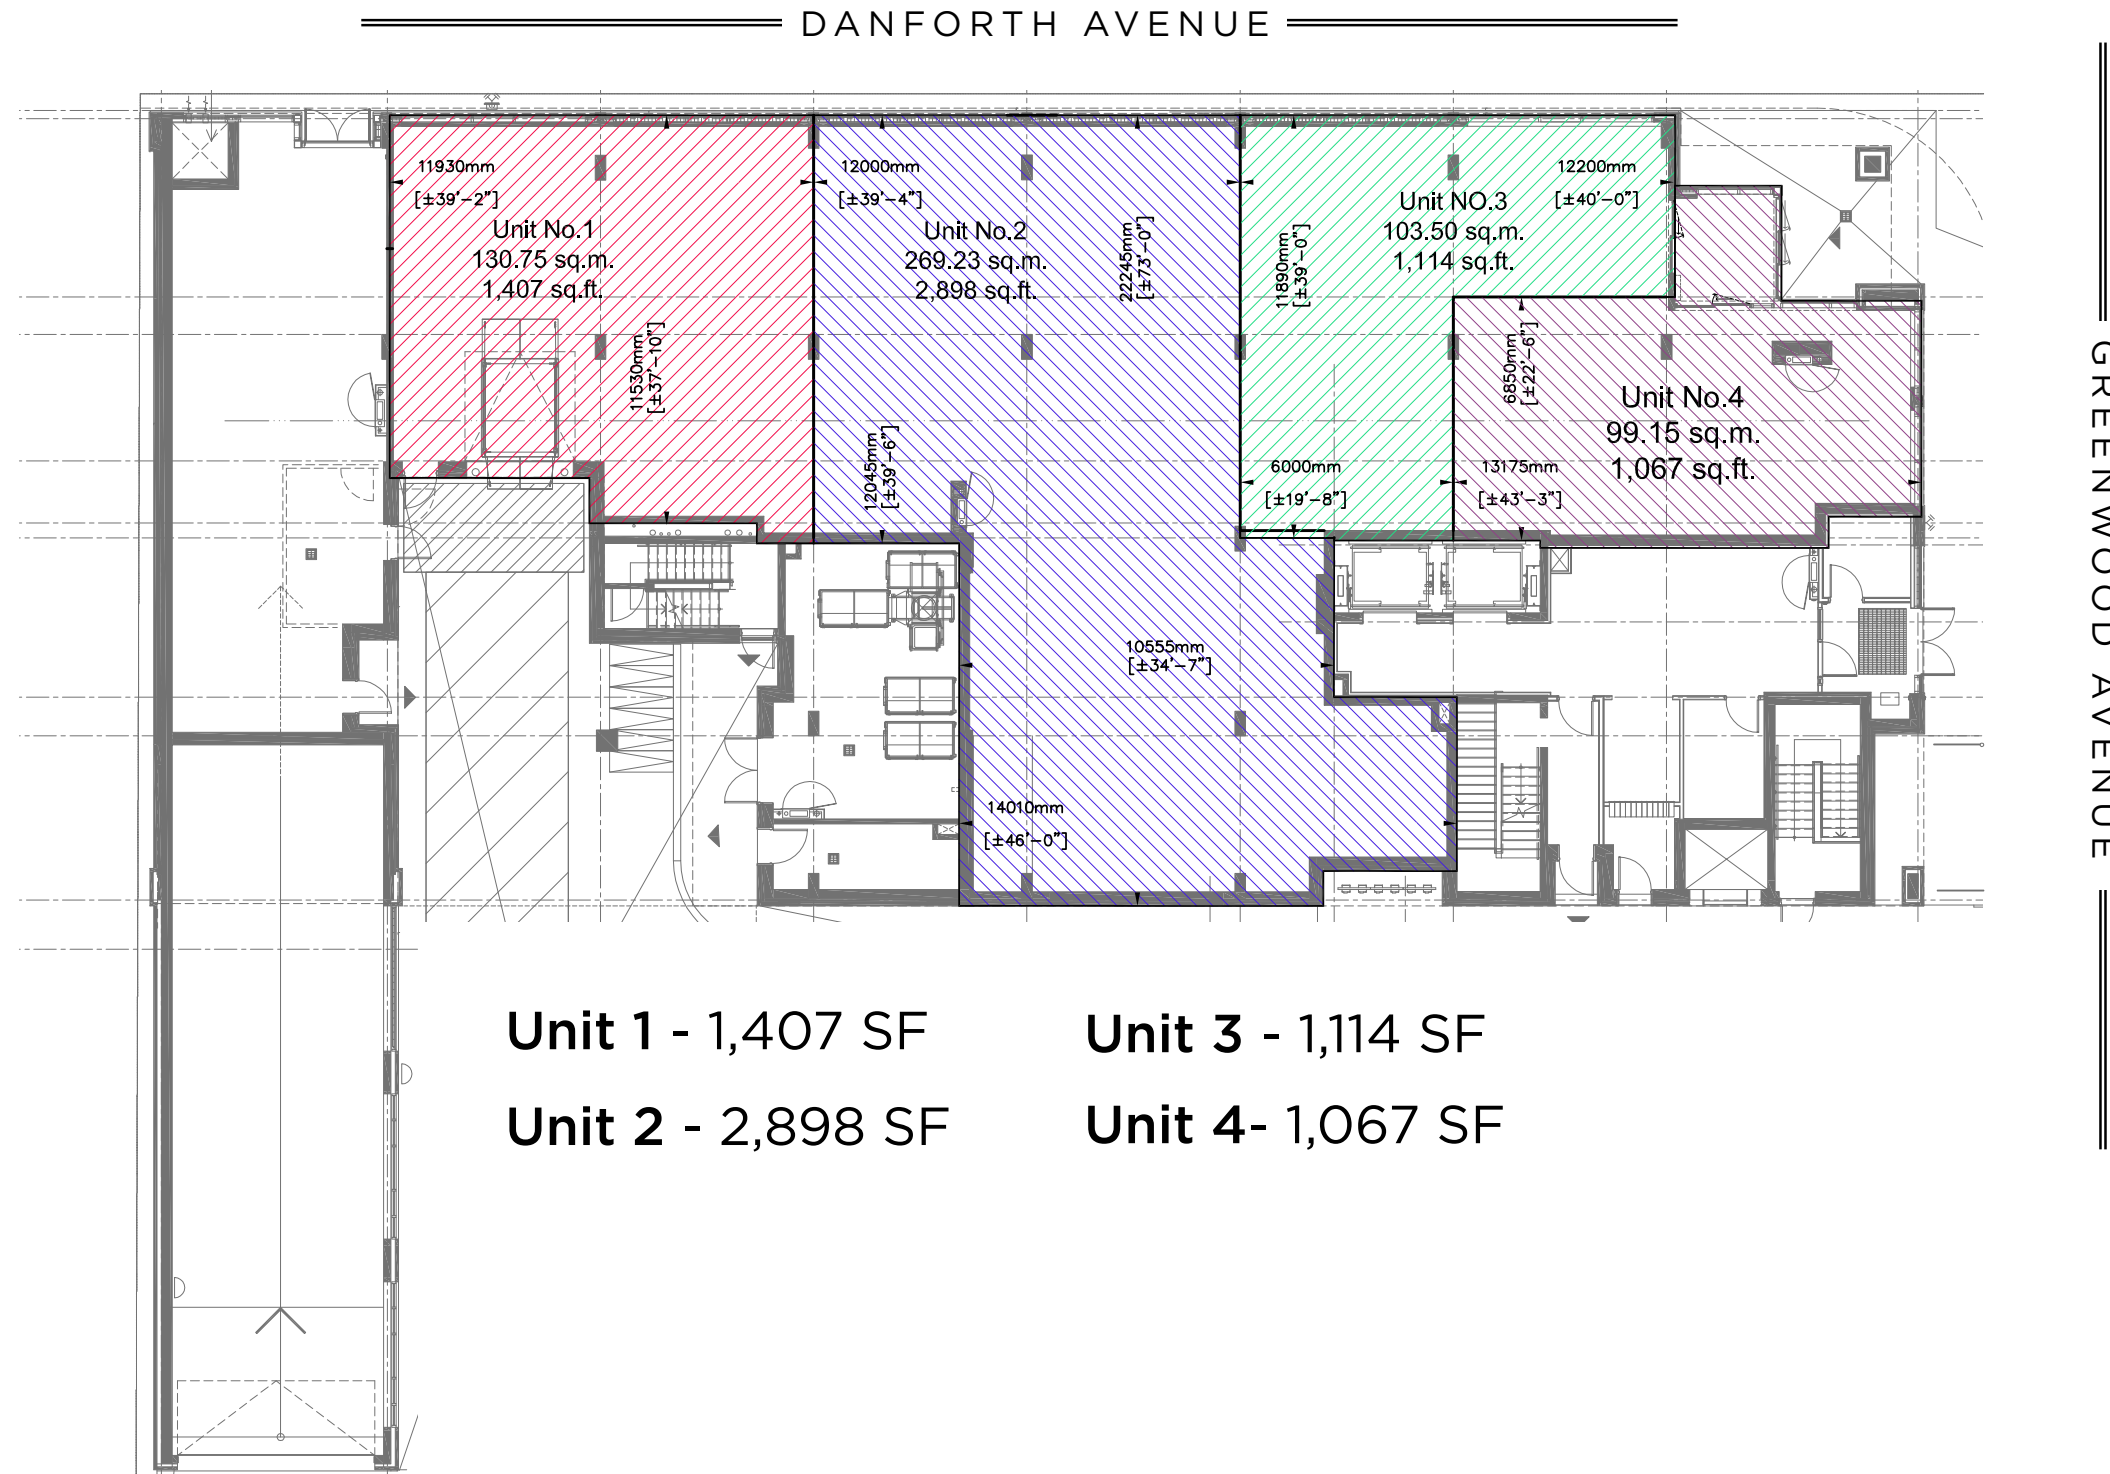 DANFORTH AVENUE
11930mm
[±39'-2"]
Unit No.1
130.75 sq.m.
1,407 sq.ft.
11530mm
[±37'-10"]
12000mm
[±39'-4"]
Unit No.2
269.23 sq.m.
2,898 sq.ft.
22245mm
[±73'-0"]
12045mm
[±39'-6"]
10555mm
[±34'-7"]
14010mm
[±46'-0"]
12200mm
[±40'-0"]
Unit NO.3
103.50 sq.m.
1,114 sq.ft.
11890mm
[±39'-0"]
6000mm
[±19'-8"]
6850mm
[±22'-6"]
Unit No.4
99.15 sq.m.
1,067 sq.ft.
13175mm
[±43'-3"]
GREENWOOD AVENUE
Unit 1 - 1,407 SF
Unit 2 - 2,898 SF
Unit 3 - 1,114 SF
Unit 4- 1,067 SF